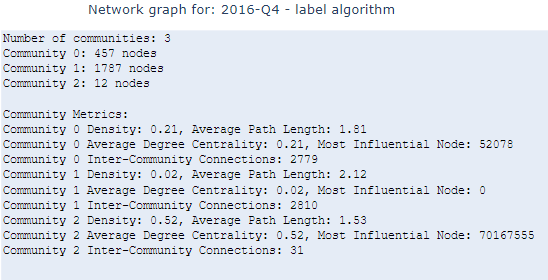 Network graph for: 2016-Q4 - label algorithm
Number of communities: 3
Community 0: 457 nodes
Community 1: 1787 nodes
Community 2: 12 nodes
Community Metrics:
Community 0 Density: 0.21, Average Path Length: 1.81
Community 0 Average Degree Centrality: 0.21, Most Influential Node: 52078
Community 0 Inter-Community Connections: 2779
Community 1 Density: 0.02, Average Path Length: 2.12
Community 1 Average Degree Centrality: 0.02, Most Influential Node: 0
Community 1 Inter-Community Connections: 2810
Community 2 Density: 0.52, Average Path Length: 1.53
Community 2 Average Degree Centrality: 0.52, Most Influential Node: 70167555
Community 2 Inter-Community Connections: 31